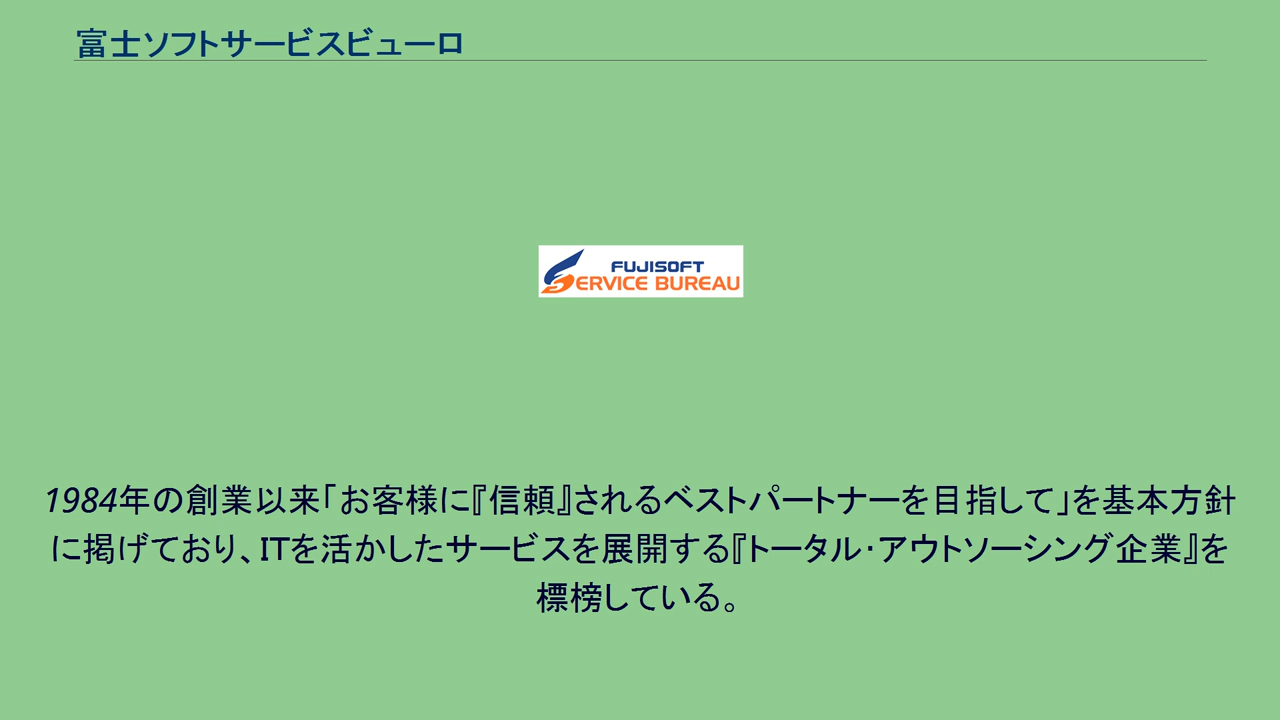 富士ソフトサービスビューロ
FUJISOFT
SERVICE BUREAU
1984年の創業以来｢お客様に『信頼』されるベストパートナーを目指して｣を基本方針
に掲げており､ITを活かしたサービスを展開する『トータル･アウトソーシング企業』を
標榜している｡